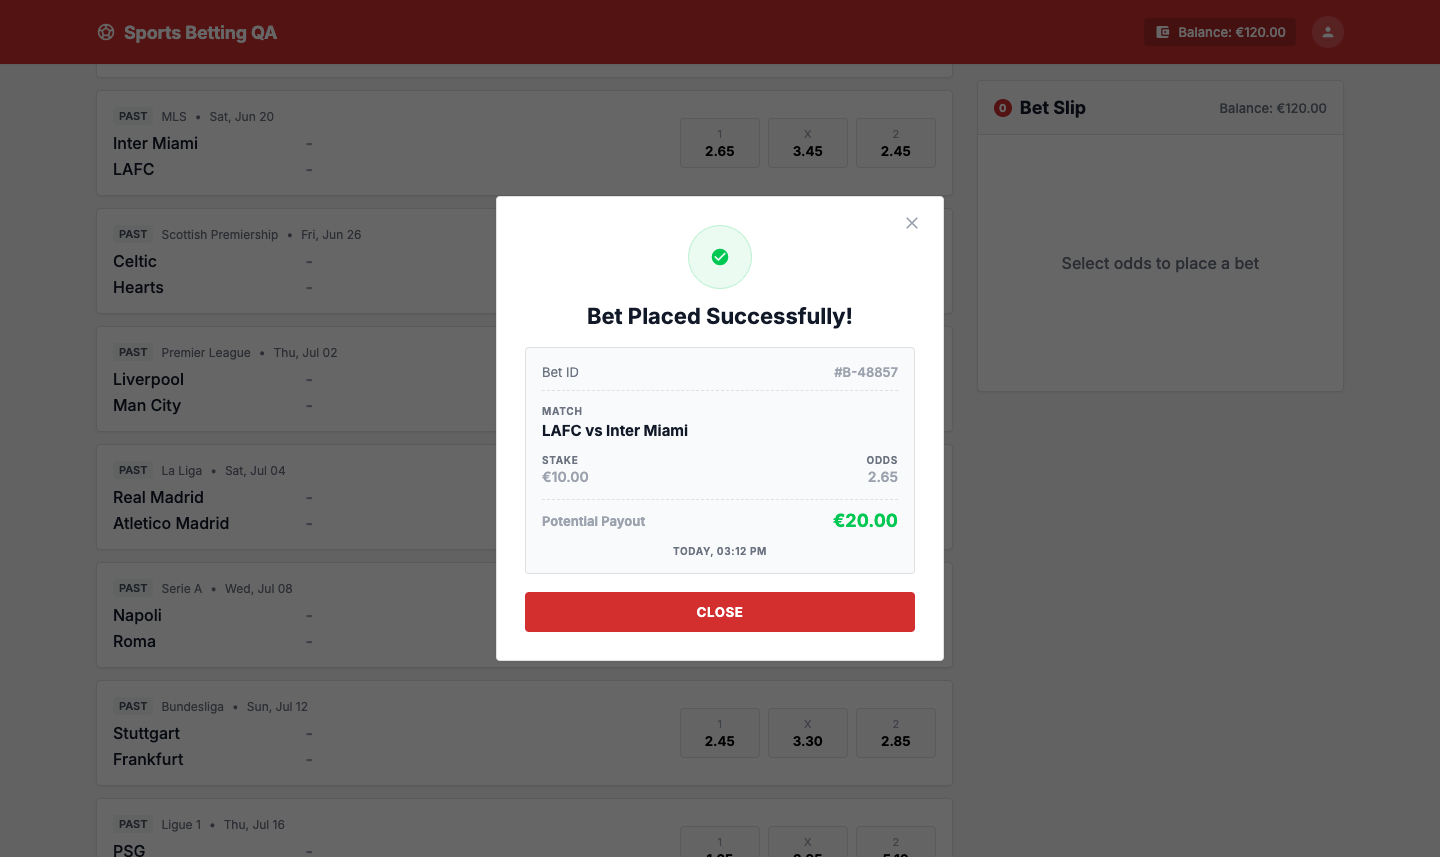 Sports Betting QA
Balance: €120.00
PAST MLS • Sat, Jun 20
Inter Miami -
LAFC -
1 X 2
2.65 3.45 2.45
PAST Scottish Premiership • Fri, Jun 26
Celtic -
Hearts -
PAST Premier League • Thu, Jul 02
Liverpool -
Man City -
PAST La Liga • Sat, Jul 04
Real Madrid -
Atletico Madrid -
PAST Serie A • Wed, Jul 08
Napoli -
Roma -
PAST Bundesliga • Sun, Jul 12
Stuttgart -
Frankfurt -
1 X 2
2.45 3.30 2.85
PAST Ligue 1 • Thu, Jul 16
PSG -
1 X 2
0 Bet Slip Balance: €120.00
Select odds to place a bet
Bet Placed Successfully!
Bet ID #B-48857
MATCH
LAFC vs Inter Miami
STAKE ODDS
€10.00 2.65
Potential Payout €20.00
TODAY, 03:12 PM
CLOSE